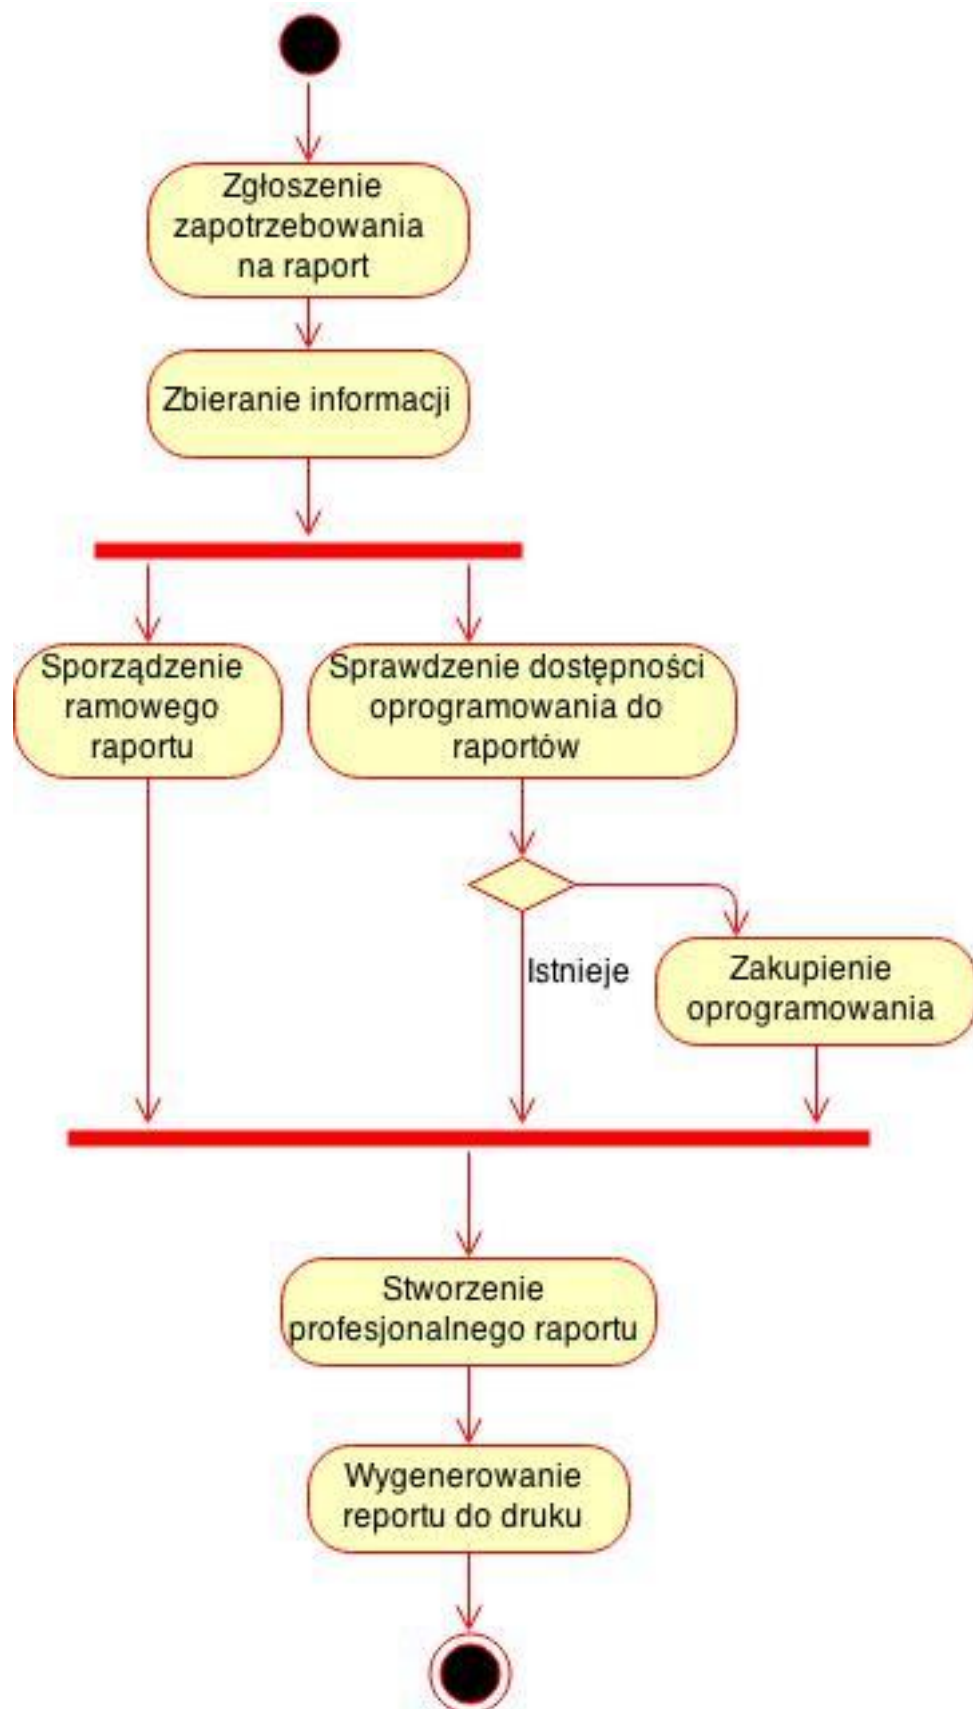 Zgłoszenie
zapotrzebowania
na raport
Zbieranie informacji
Sporządzenie
ramowego
raportu
Sprawdzenie dostępności
oprogramowania do
raportów
Istnieje
Zakupienie
oprogramowania
Stworzenie
profesjonalnego raportu
Wygenerowanie
reportu do druku